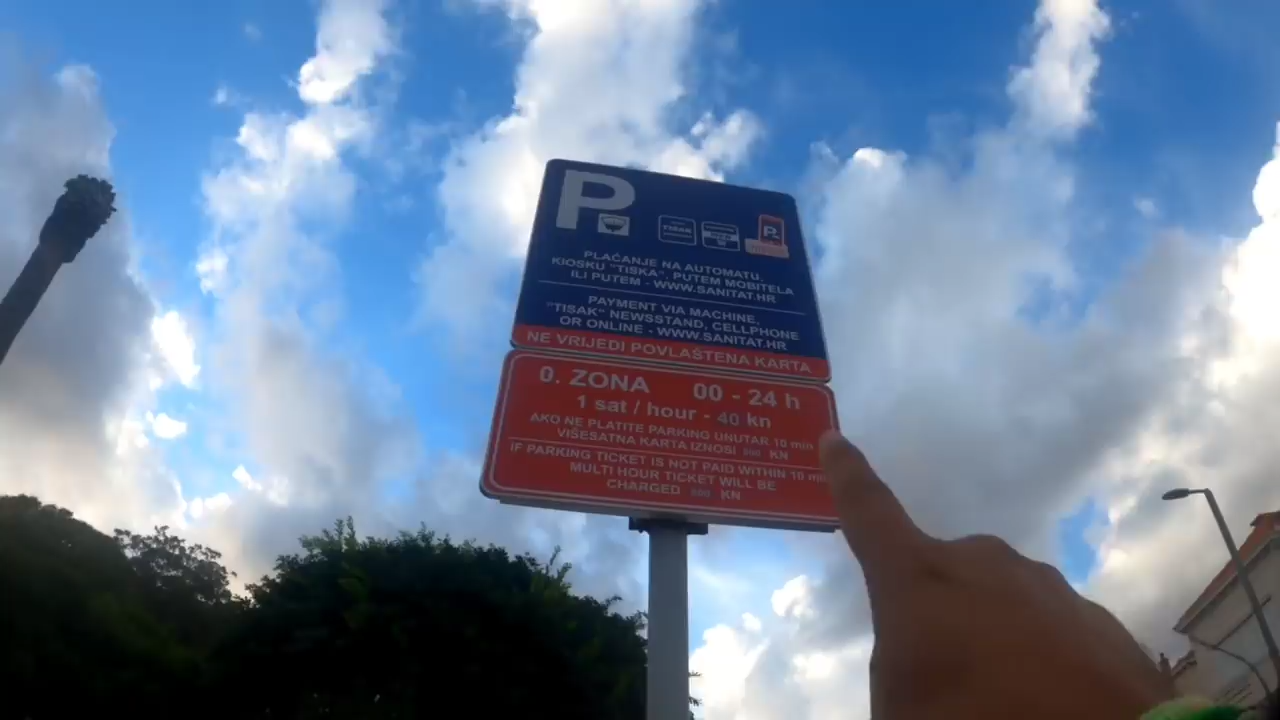 P
TISAK
P
PLAĆANJE NA AUTOMATU,
KIOSKU "TISKA", PUTEM MOBITELA
ILI PUTEM - WWW.SANITAT.HR
PAYMENT VIA MACHINE,
"TISAK" NEWSSTAND, CELLPHONE
OR ONLINE - WWW.SANITAT.HR
NE VRIJEDI POVLAŠTENA KARTA
0. ZONA 00 - 24 h
1 sat / hour - 40 kn
AKO NE PLATITE PARKING UNUTAR 10 min
VIŠESATNA KARTA IZNOSI KN
IF PARKING TICKET IS NOT PAID WITHIN 10 min
MULTI HOUR TICKET WILL BE
CHARGED KN